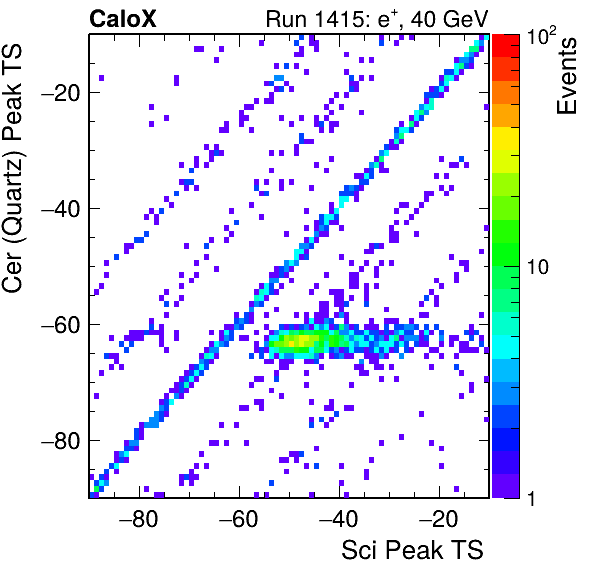 CaloX Run 1415: e⁺, 40 GeV
Cer (Quartz) Peak TS
−20
−40
−60
−80
−80 −60 −40 −20
Sci Peak TS
10²
10
1
Events